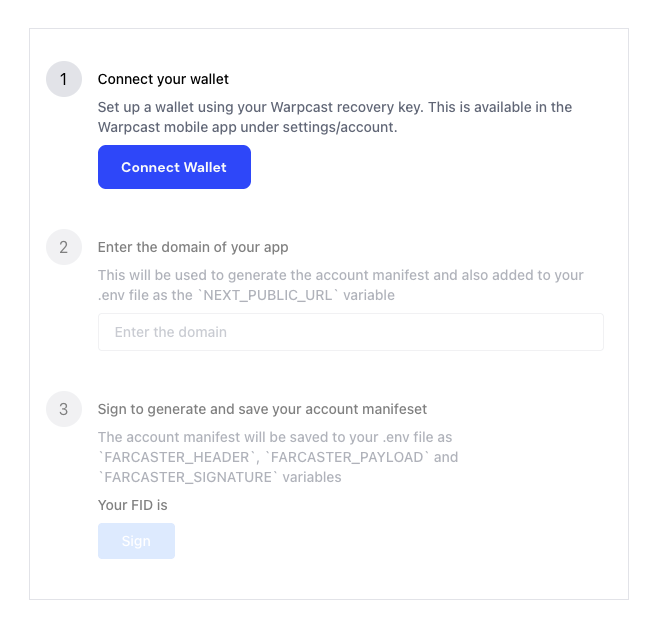 1
Connect your wallet
Set up a wallet using your Warpcast recovery key. This is available in the
Warpcast mobile app under settings/account.
Connect Wallet
2
Enter the domain of your app
This will be used to generate the account manifest and also added to your
.env file as the `NEXT_PUBLIC_URL` variable
Enter the domain
3
Sign to generate and save your account manifeset
The account manifest will be saved to your .env file as
`FARCASTER_HEADER`, `FARCASTER_PAYLOAD` and
`FARCASTER_SIGNATURE` variables
Your FID is
Sign